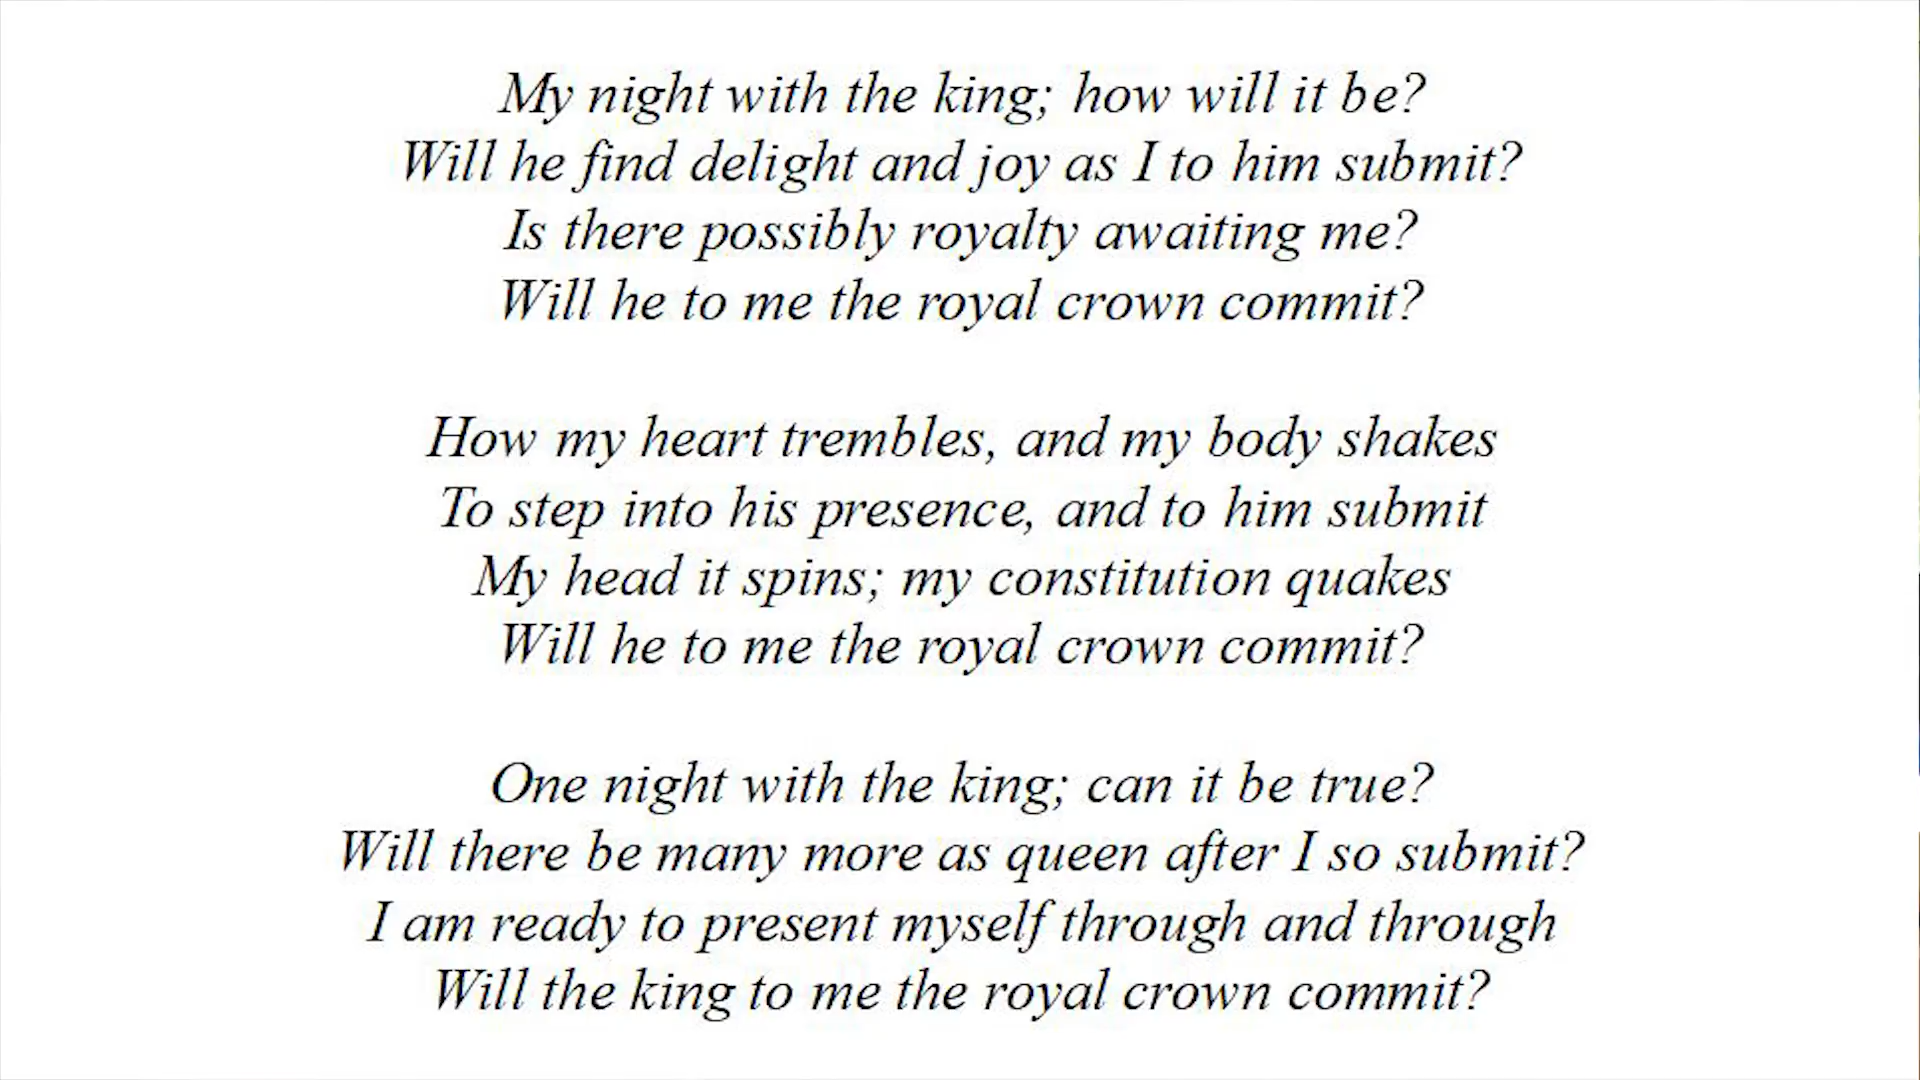 My night with the king; how will it be?
Will he find delight and joy as I to him submit?
Is there possibly royalty awaiting me?
Will he to me the royal crown commit?
How my heart trembles, and my body shakes
To step into his presence, and to him submit
My head it spins; my constitution quakes
Will he to me the royal crown commit?
One night with the king; can it be true?
Will there be many more as queen after I so submit?
I am ready to present myself through and through
Will the king to me the royal crown commit?